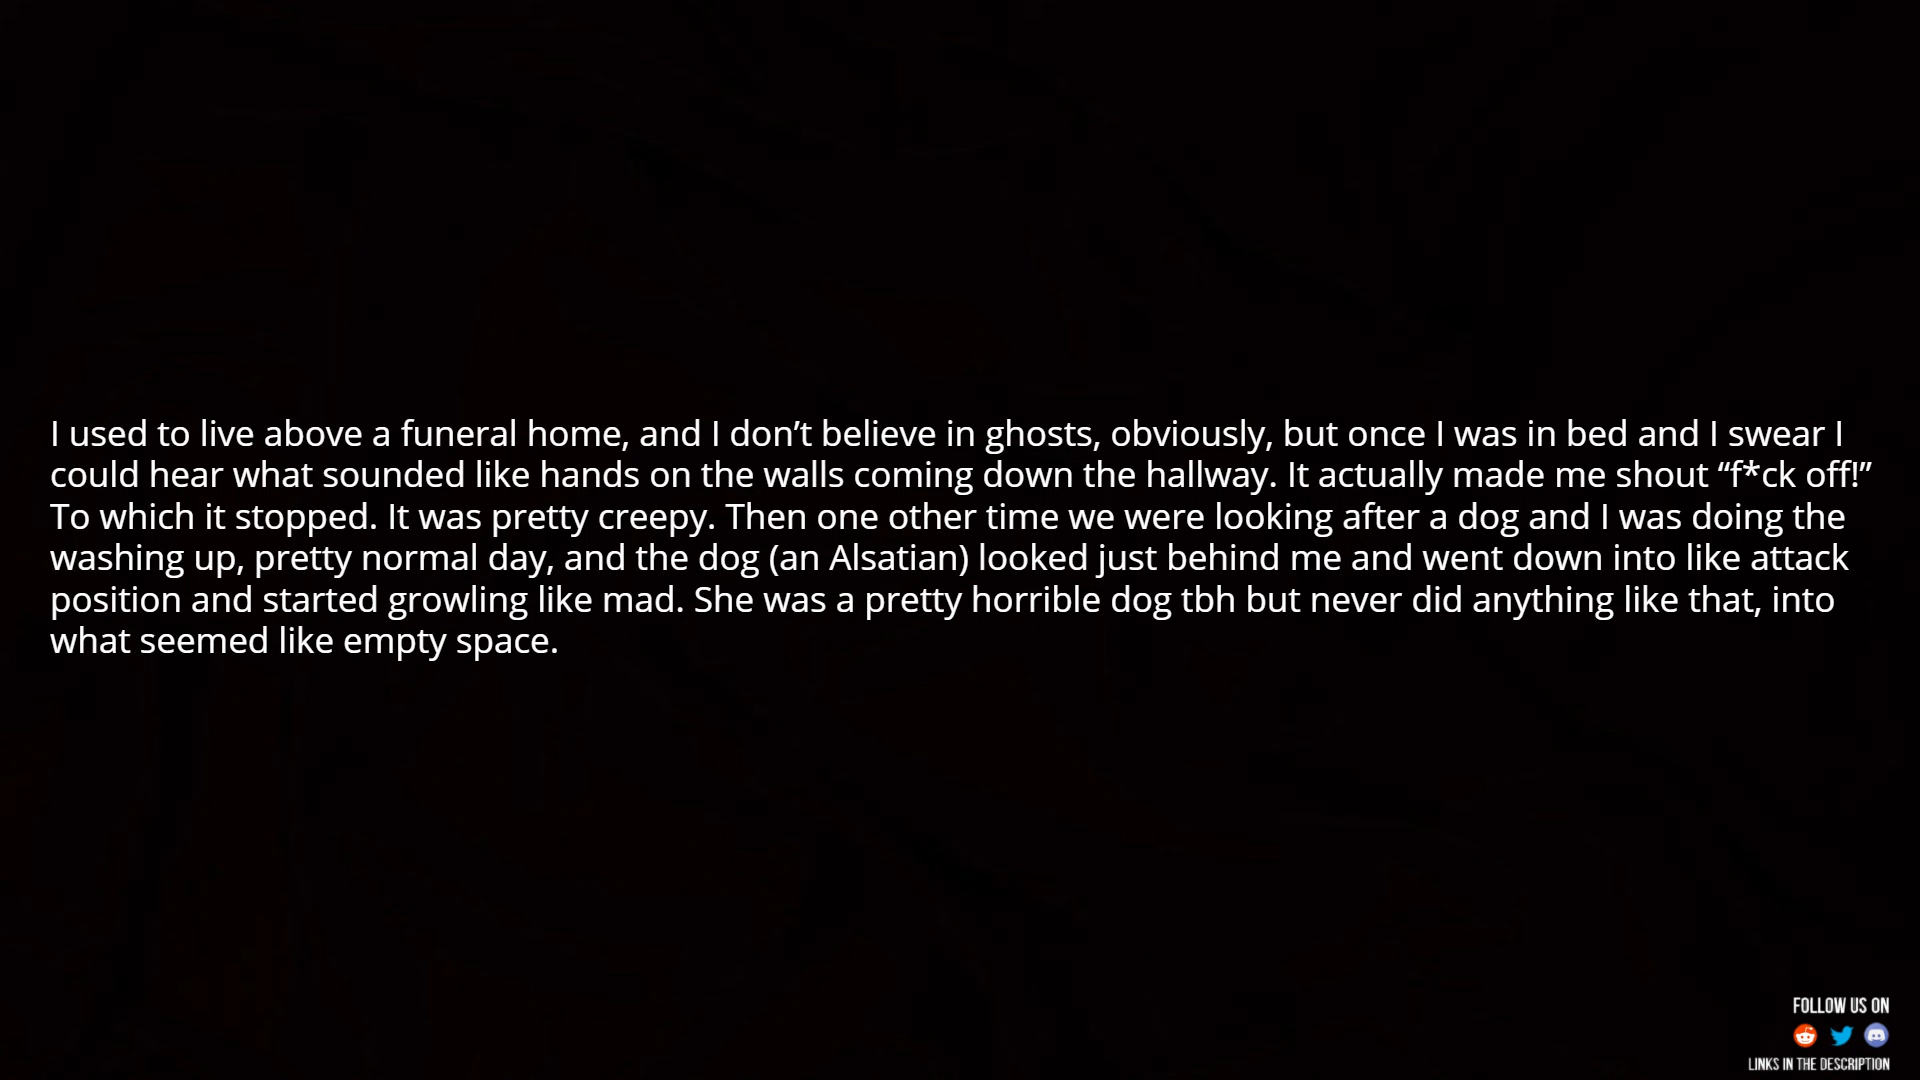 I used to live above a funeral home, and I don’t believe in ghosts, obviously, but once I was in bed and I swear I
could hear what sounded like hands on the walls coming down the hallway. It actually made me shout “f*ck off!”
To which it stopped. It was pretty creepy. Then one other time we were looking after a dog and I was doing the
washing up, pretty normal day, and the dog (an Alsatian) looked just behind me and went down into like attack
position and started growling like mad. She was a pretty horrible dog tbh but never did anything like that, into
what seemed like empty space.
FOLLOW US ON
LINKS IN THE DESCRIPTION